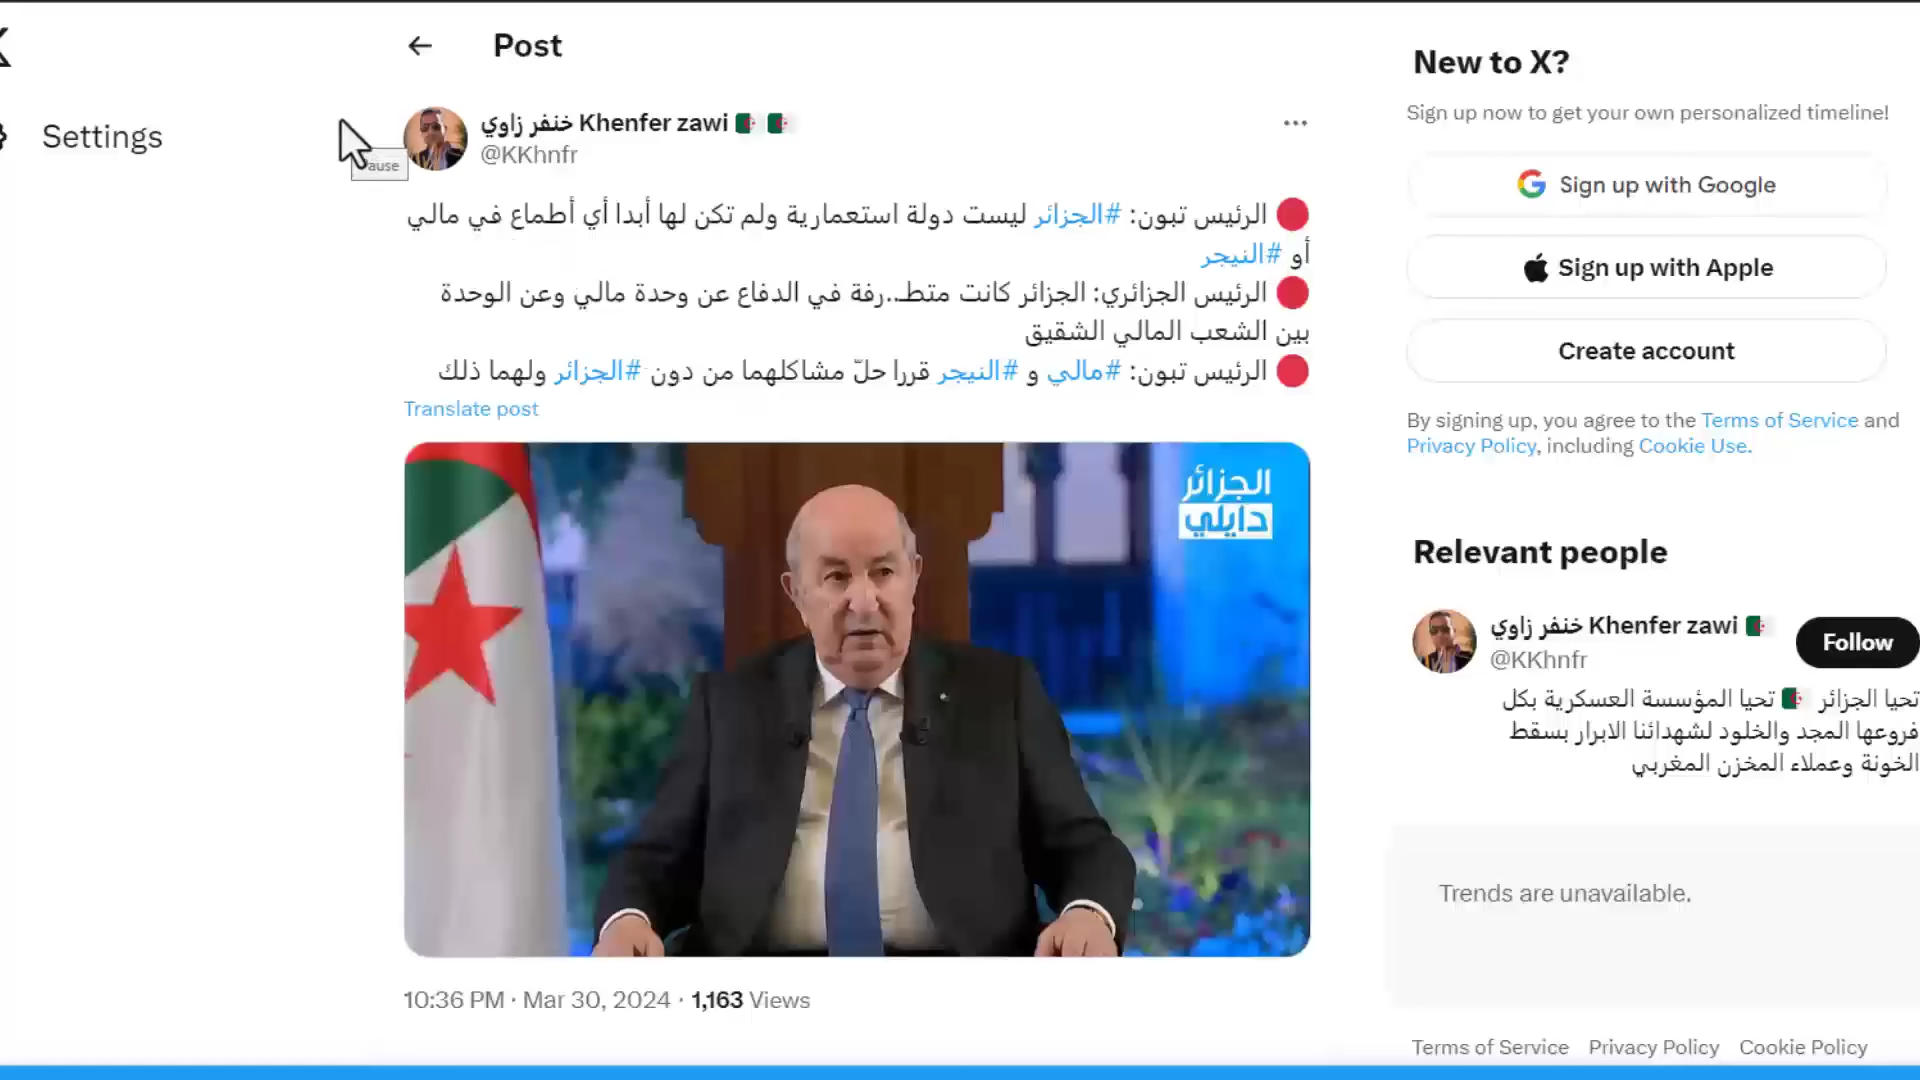 Post
Settings
خنفر زاوي Khenfer zawi
@KKhnfr
ause
الرئيس تبون: #الجزائر ليست دولة استعمارية ولم تكن لها أبدا أي أطماع في مالي
أو #النيجر
الرئيس الجزائري: الجزائر كانت متطـ..رفة في الدفاع عن وحدة مالي وعن الوحدة
بين الشعب المالي الشقيق
الرئيس تبون: #مالي و #النيجر قررا حلّ مشاكلهما من دون #الجزائر ولهما ذلك
Translate post
الجزائر
دايلي
10:36 PM · Mar 30, 2024 · 1,163 Views
New to X?
Sign up now to get your own personalized timeline!
Sign up with Google
Sign up with Apple
Create account
By signing up, you agree to the Terms of Service and
Privacy Policy, including Cookie Use.
Relevant people
خنفر زاوي Khenfer zawi
@KKhnfr
Follow
تحيا الجزائر تحيا المؤسسة العسكرية بكل
فروعها المجد والخلود لشهدائنا الابرار بسقط
الخونة وعملاء المخزن المغربي
Trends are unavailable.
Terms of Service Privacy Policy Cookie Policy